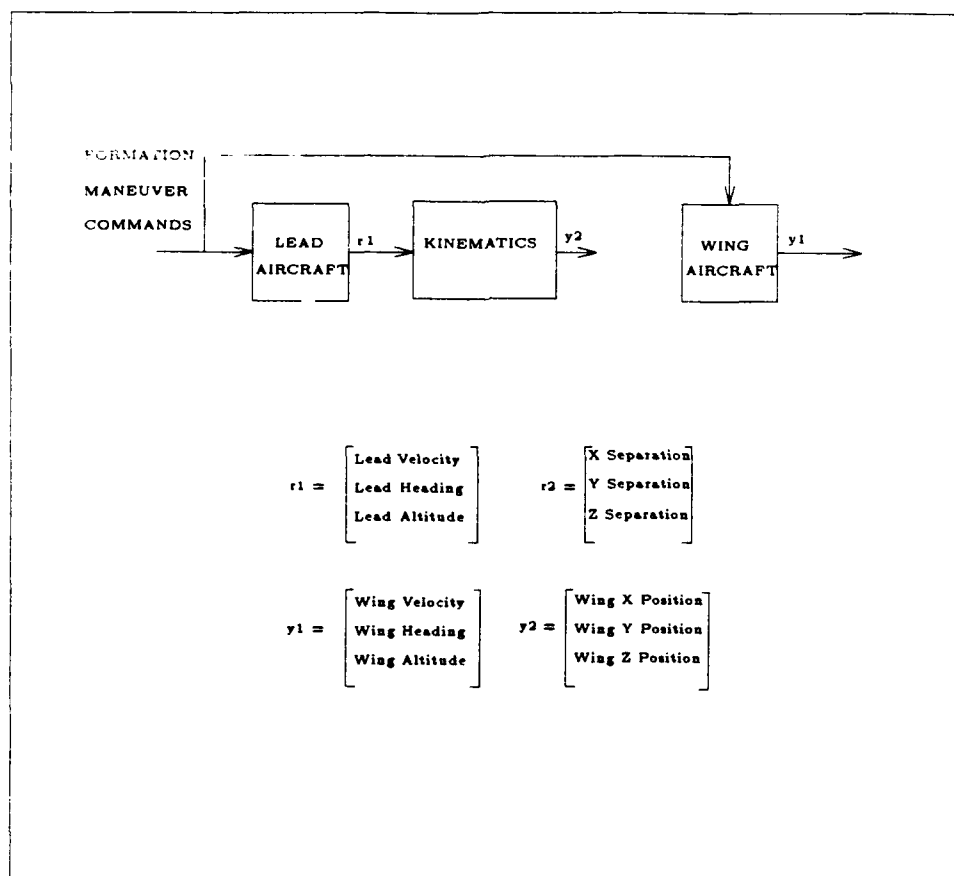 FORMATION
MANEUVER
COMMANDS
LEAD
AIRCRAFT
r1
KINEMATICS
y2
WING
AIRCRAFT
y1
r1 =
Lead Velocity
Lead Heading
Lead Altitude
r2 =
X Separation
Y Separation
Z Separation
y1 =
Wing Velocity
Wing Heading
Wing Altitude
y2 =
Wing X Position
Wing Y Position
Wing Z Position